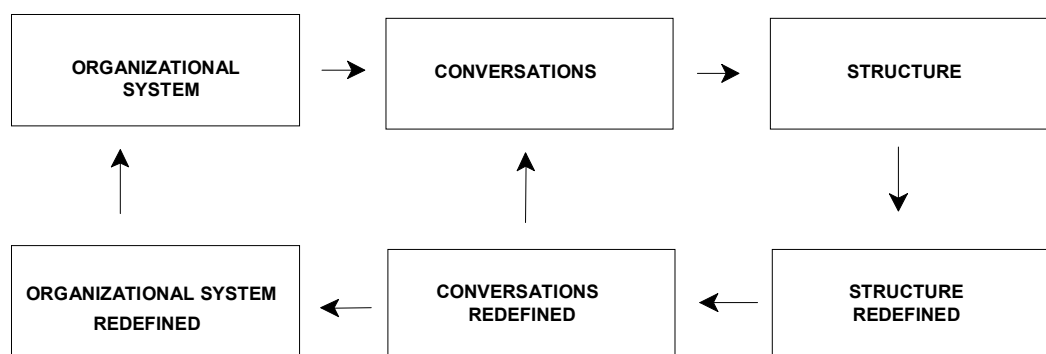 ORGANIZATIONAL
SYSTEM
CONVERSATIONS
STRUCTURE
ORGANIZATIONAL SYSTEM
REDEFINED
CONVERSATIONS
REDEFINED
STRUCTURE
REDEFINED